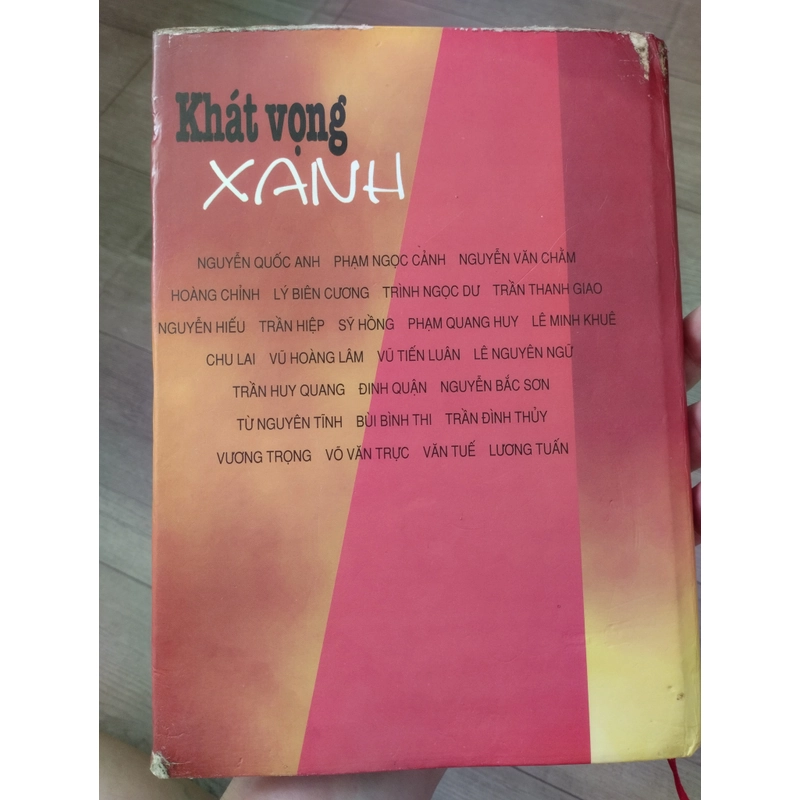 Khát vọng
XANH
NGUYỄN QUỐC ANH PHẠM NGỌC CẢNH NGUYỄN VĂN CHẰM
HOÀNG CHỈNH LÝ BIÊN CƯƠNG TRÌNH NGỌC DƯ TRẦN THANH GIAO
NGUYỄN HIẾU TRẦN HIỆP SỸ HỒNG PHẠM QUANG HUY LÊ MINH KHUÊ
CHU LAI VŨ HOÀNG LÂM VŨ TIẾN LUÂN LÊ NGUYÊN NGỮ
TRẦN HUY QUANG ĐINH QUẬN NGUYỄN BẮC SƠN
TỪ NGUYÊN TĨNH BÙI BÌNH THI TRẦN ĐÌNH THỦY
VƯƠNG TRỌNG VÕ VĂN TRỰC VĂN TUẾ LƯƠNG TUẤN